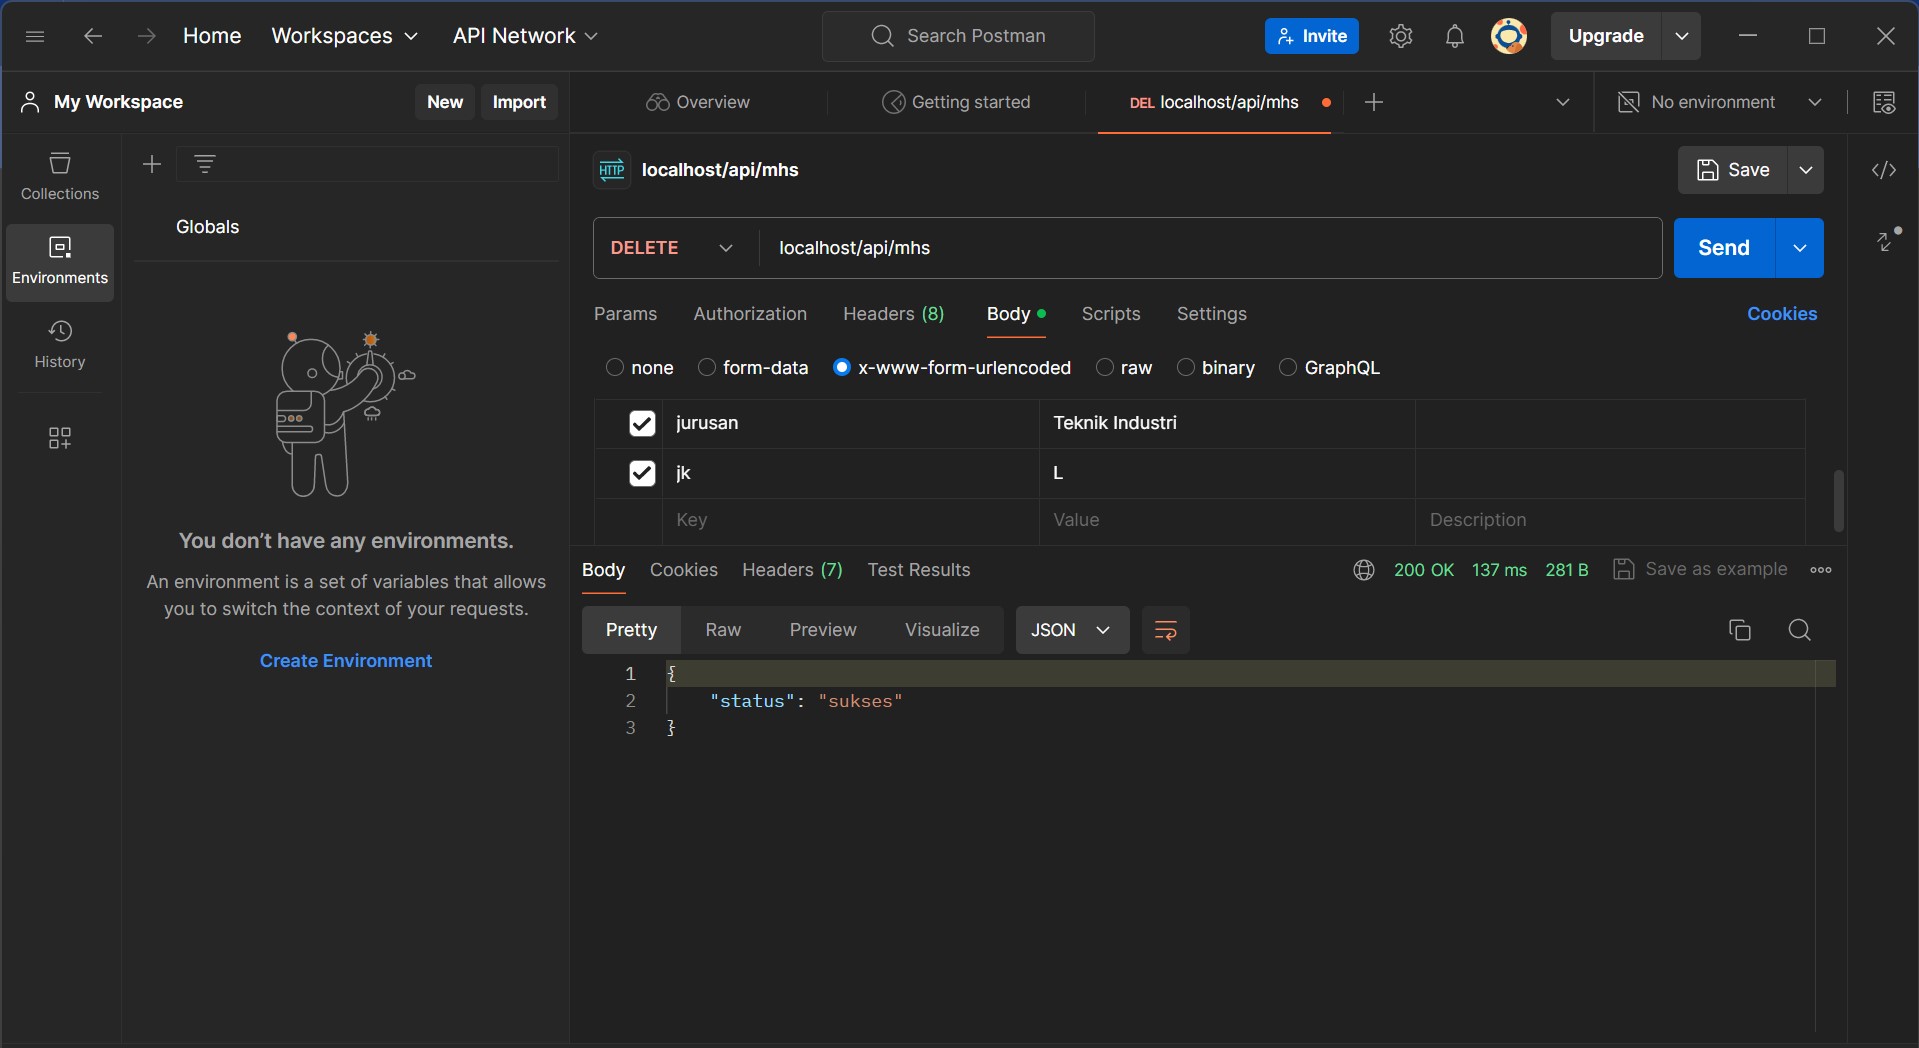 Home Workspaces API Network Search Postman Invite Upgrade
My Workspace New Import Overview Getting started DEL localhost/api/mhs No environment
Collections
Environments
History
Globals
You don’t have any environments.
An environment is a set of variables that allows
you to switch the context of your requests.
Create Environment
HTTP localhost/api/mhs Save
DELETE localhost/api/mhs Send
Params Authorization Headers (8) Body Scripts Settings Cookies
none form-data x-www-form-urlencoded raw binary GraphQL
jurusan Teknik Industri
jk L
Key Value Description
Body Cookies Headers (7) Test Results 200 OK 137 ms 281 B Save as example
Pretty Raw Preview Visualize JSON
1 {
2 "status": "sukses"
3 }